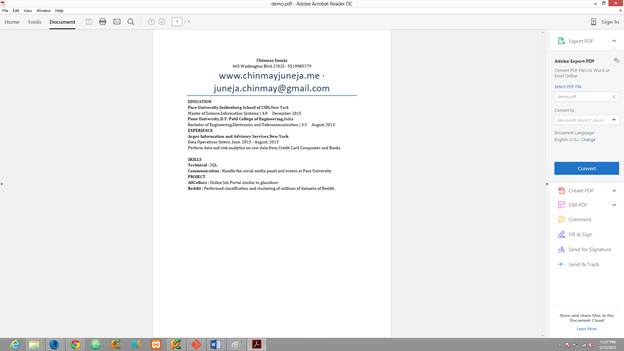 demo.pdf - Adobe Acrobat Reader DC
File Edit View Window Help
Home Tools Document
1 / 1
Sign In
Chinmay Juneja
465 Washington Blvd 27025 · 5519985779
www.chinmayjuneja.me ·
juneja.chinmay@gmail.com
EDUCATION
Pace University,Seidenberg School of CSIS,New York
Master of Science,Information Systems | 4.0 December 2015
Pune University,D.Y. Patil College of Engineering,India
Bachelor of Engineering,Electronics and Telecommunication | 3.5 August 2013
EXPERIENCE
Argus Information and Advisory Services,New York
Data Operations Intern, June, 2015 - August, 2015
Perform data and risk analytics on raw data from Credit Card Companies and Banks
SKILLS
Technical : SQL
Communication : Handle the social media panel and events at Pace University
PROJECT
AllCollars : Online Job Portal similar to glassdoor
Reddit : Performed classification and clustering of millions of datasets of Reddit.
Export PDF
Adobe Export PDF
Convert PDF Files to Word or
Excel Online
Select PDF File
demo.pdf
Convert to
Microsoft Word (*.docx)
Document Language:
English (U.S.) Change
Convert
Create PDF
Edit PDF
Comment
Fill & Sign
Send for Signature
Send & Track
Store and share files in the
Document Cloud
Learn More